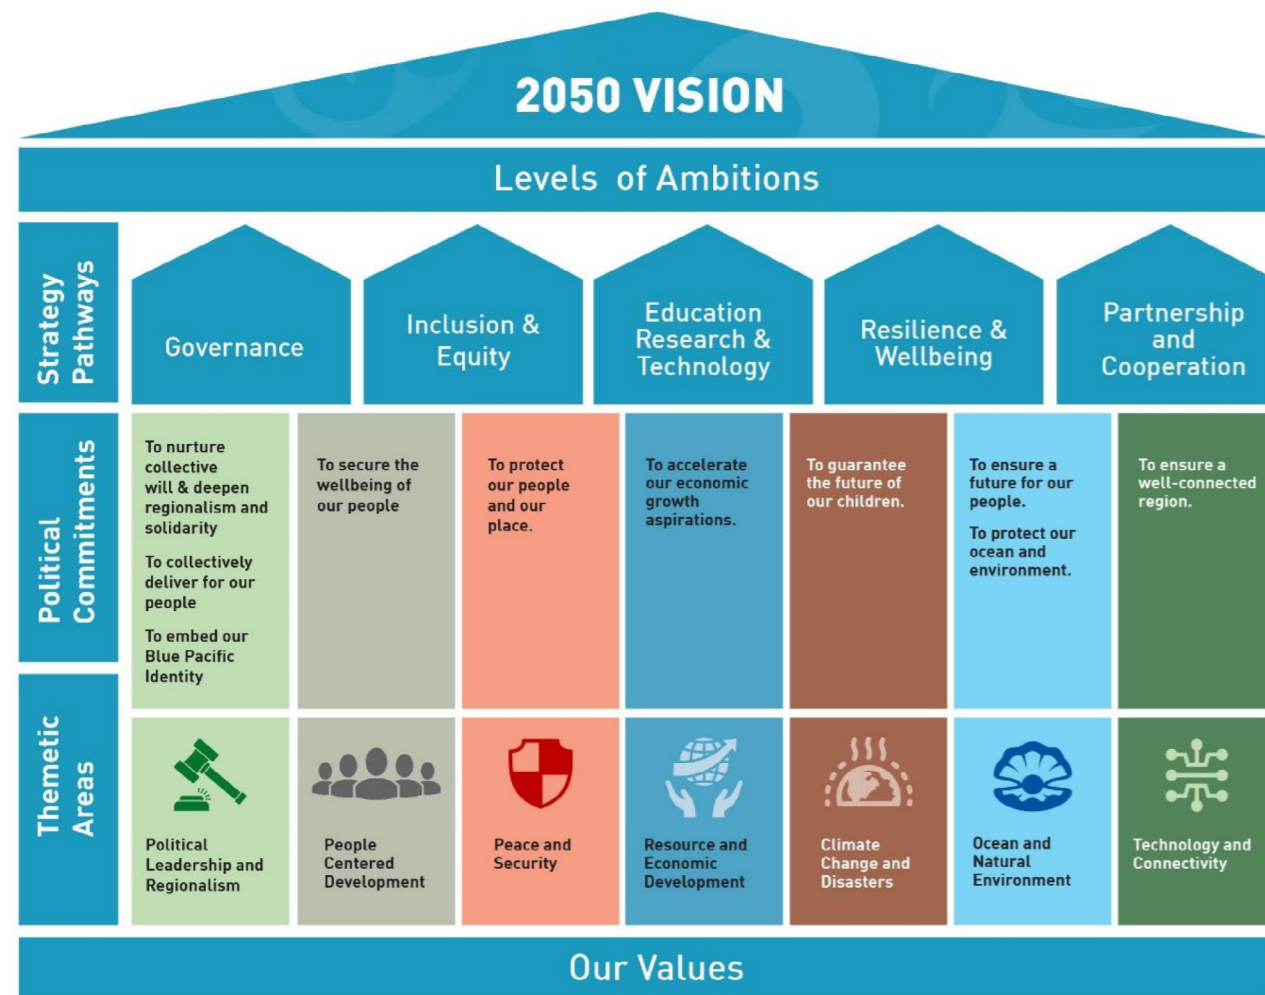 2050 VISION
Levels of Ambitions
Strategy
Pathways
Governance
Inclusion &
Equity
Education
Research &
Technology
Resilience &
Wellbeing
Partnership
and
Cooperation
Political
Commitments
To nurture
collective
will & deepen
regionalism and
solidarity
To collectively
deliver for our
people
To embed our
Blue Pacific
Identity
To secure the
wellbeing of
our people
To protect
our people
and our
place.
To accelerate
our economic
growth
aspirations.
To guarantee
the future of
our children.
To ensure a
future for our
people.
To protect our
ocean and
environment.
To ensure a
well-connected
region.
Themetic
Areas
Political
Leadership and
Regionalism
People
Centered
Development
Peace and
Security
Resource and
Economic
Development
Climate
Change and
Disasters
Ocean and
Natural
Environment
Technology and
Connectivity
Our Values